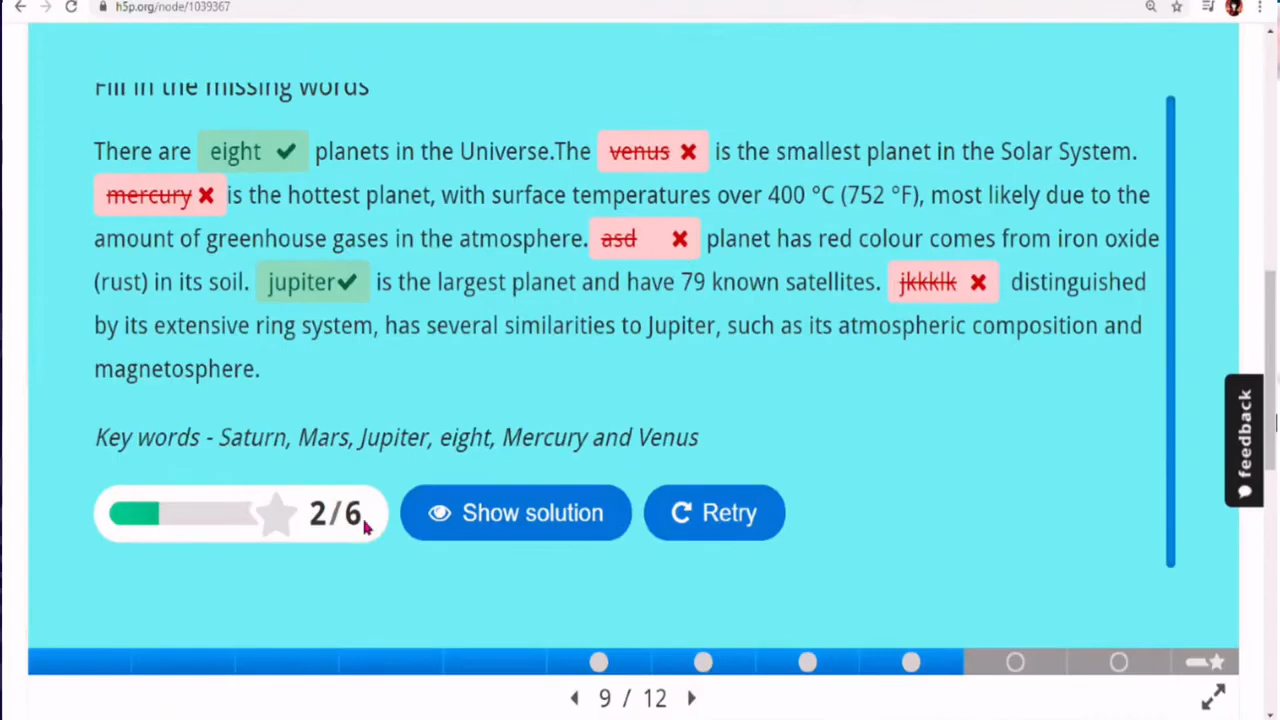 h5p.org/node/1039367
Fill in the missing words
There are eight planets in the Universe.The venus is the smallest planet in the Solar System.
mercury is the hottest planet, with surface temperatures over 400 °C (752 °F), most likely due to the
amount of greenhouse gases in the atmosphere. asd planet has red colour comes from iron oxide
(rust) in its soil. jupiter is the largest planet and have 79 known satellites. jkkklk distinguished
by its extensive ring system, has several similarities to Jupiter, such as its atmospheric composition and
magnetosphere.
Key words - Saturn, Mars, Jupiter, eight, Mercury and Venus
2/6 Show solution Retry
feedback
9 / 12